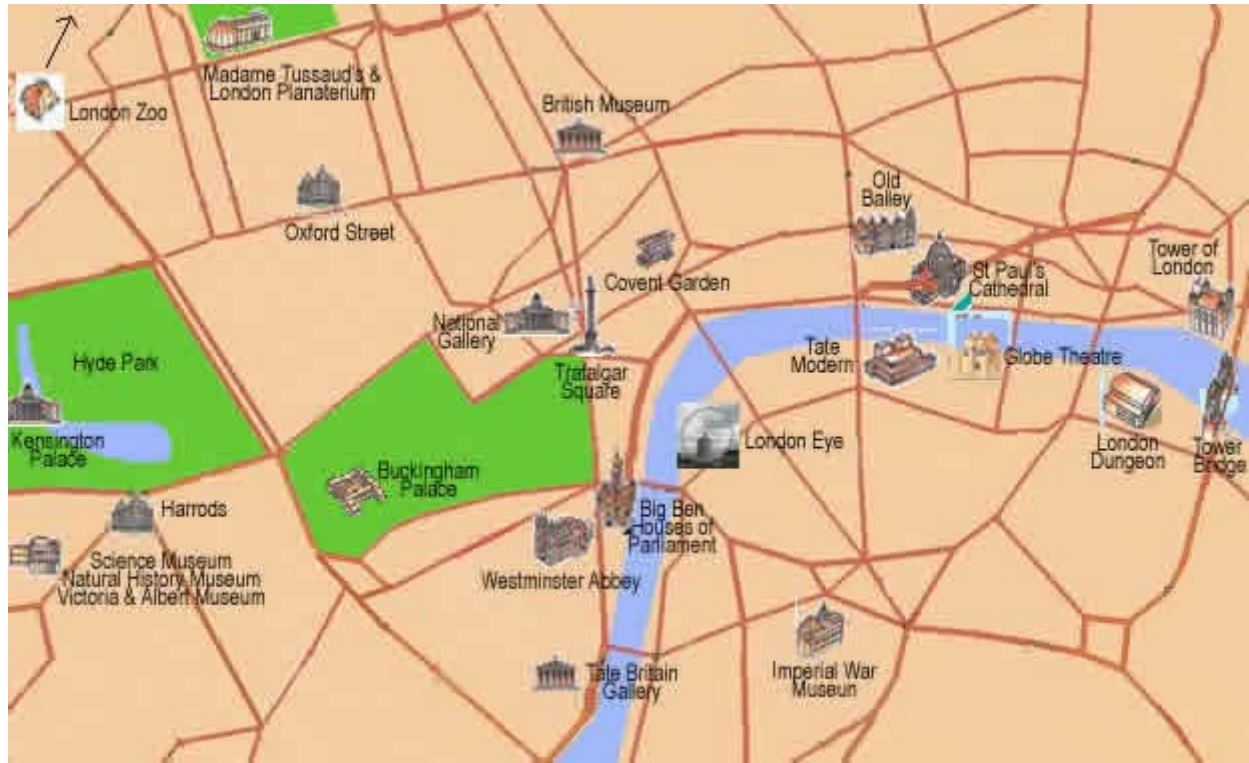 Madame Tussaud's &
London Planaterium
London Zoo
British Museum
Oxford Street
Old
Bailey
Covent Garden
St Paul's
Cathedral
Tower of
London
National
Gallery
Trafalgar
Square
Hyde Park
Tate
Modern
Globe Theatre
Kensington
Palace
Buckingham
Palace
London Eye
London
Dungeon
Tower
Bridge
Harrods
Big Ben
Houses of
Parliament
Science Museum
Natural History Museum
Victoria & Albert Museum
Westminster Abbey
Tate Britain
Gallery
Imperial War
Museun